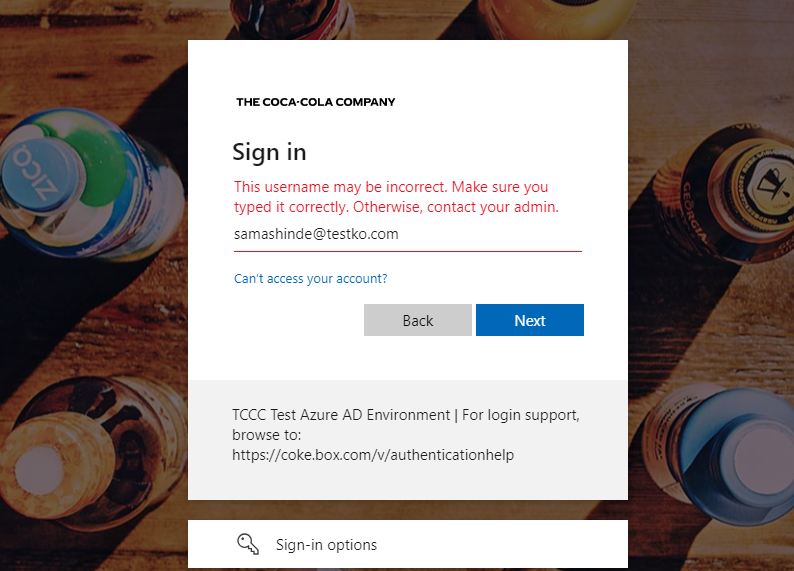 THE COCA-COLA COMPANY
Sign in
This username may be incorrect. Make sure you
typed it correctly. Otherwise, contact your admin.
samashinde@testko.com
Can't access your account?
Back
Next
TCCC Test Azure AD Environment | For login support,
browse to:
https://coke.box.com/v/authenticationhelp
Sign-in options
ZICO
GEORGIA